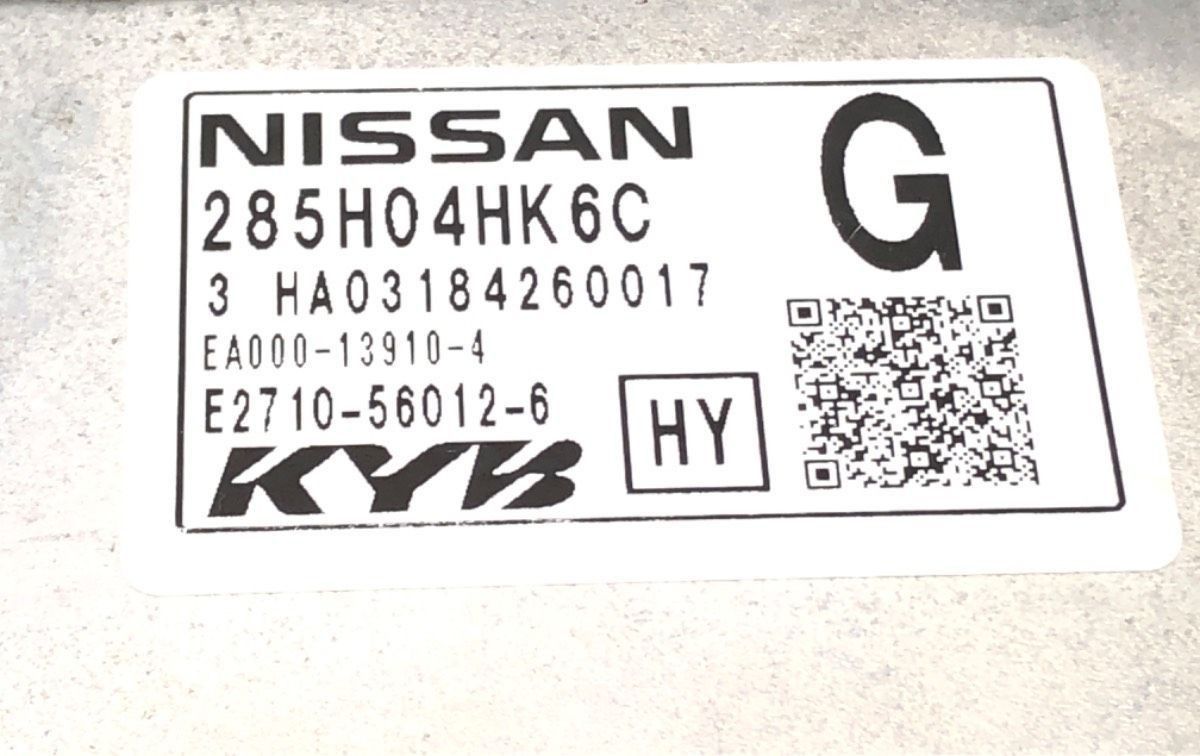 NISSAN
G
285H04HK6C
3 HA03184260017
EA000-13910-4
E2710-56012-6
HY
KYB